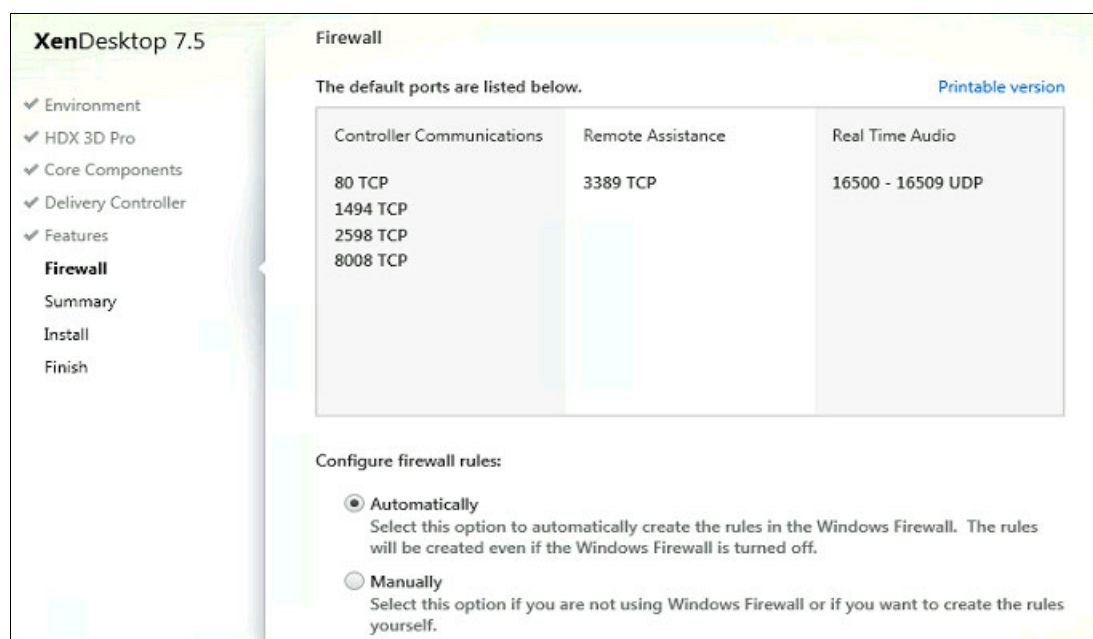 XenDesktop 7.5
Environment
HDX 3D Pro
Core Components
Delivery Controller
Features
Firewall
Summary
Install
Finish
Firewall
The default ports are listed below.
Printable version
Controller Communications
80 TCP
1494 TCP
2598 TCP
8008 TCP
Remote Assistance
3389 TCP
Real Time Audio
16500 - 16509 UDP
Configure firewall rules:
Automatically
Select this option to automatically create the rules in the Windows Firewall. The rules
will be created even if the Windows Firewall is turned off.
Manually
Select this option if you are not using Windows Firewall or if you want to create the rules
yourself.